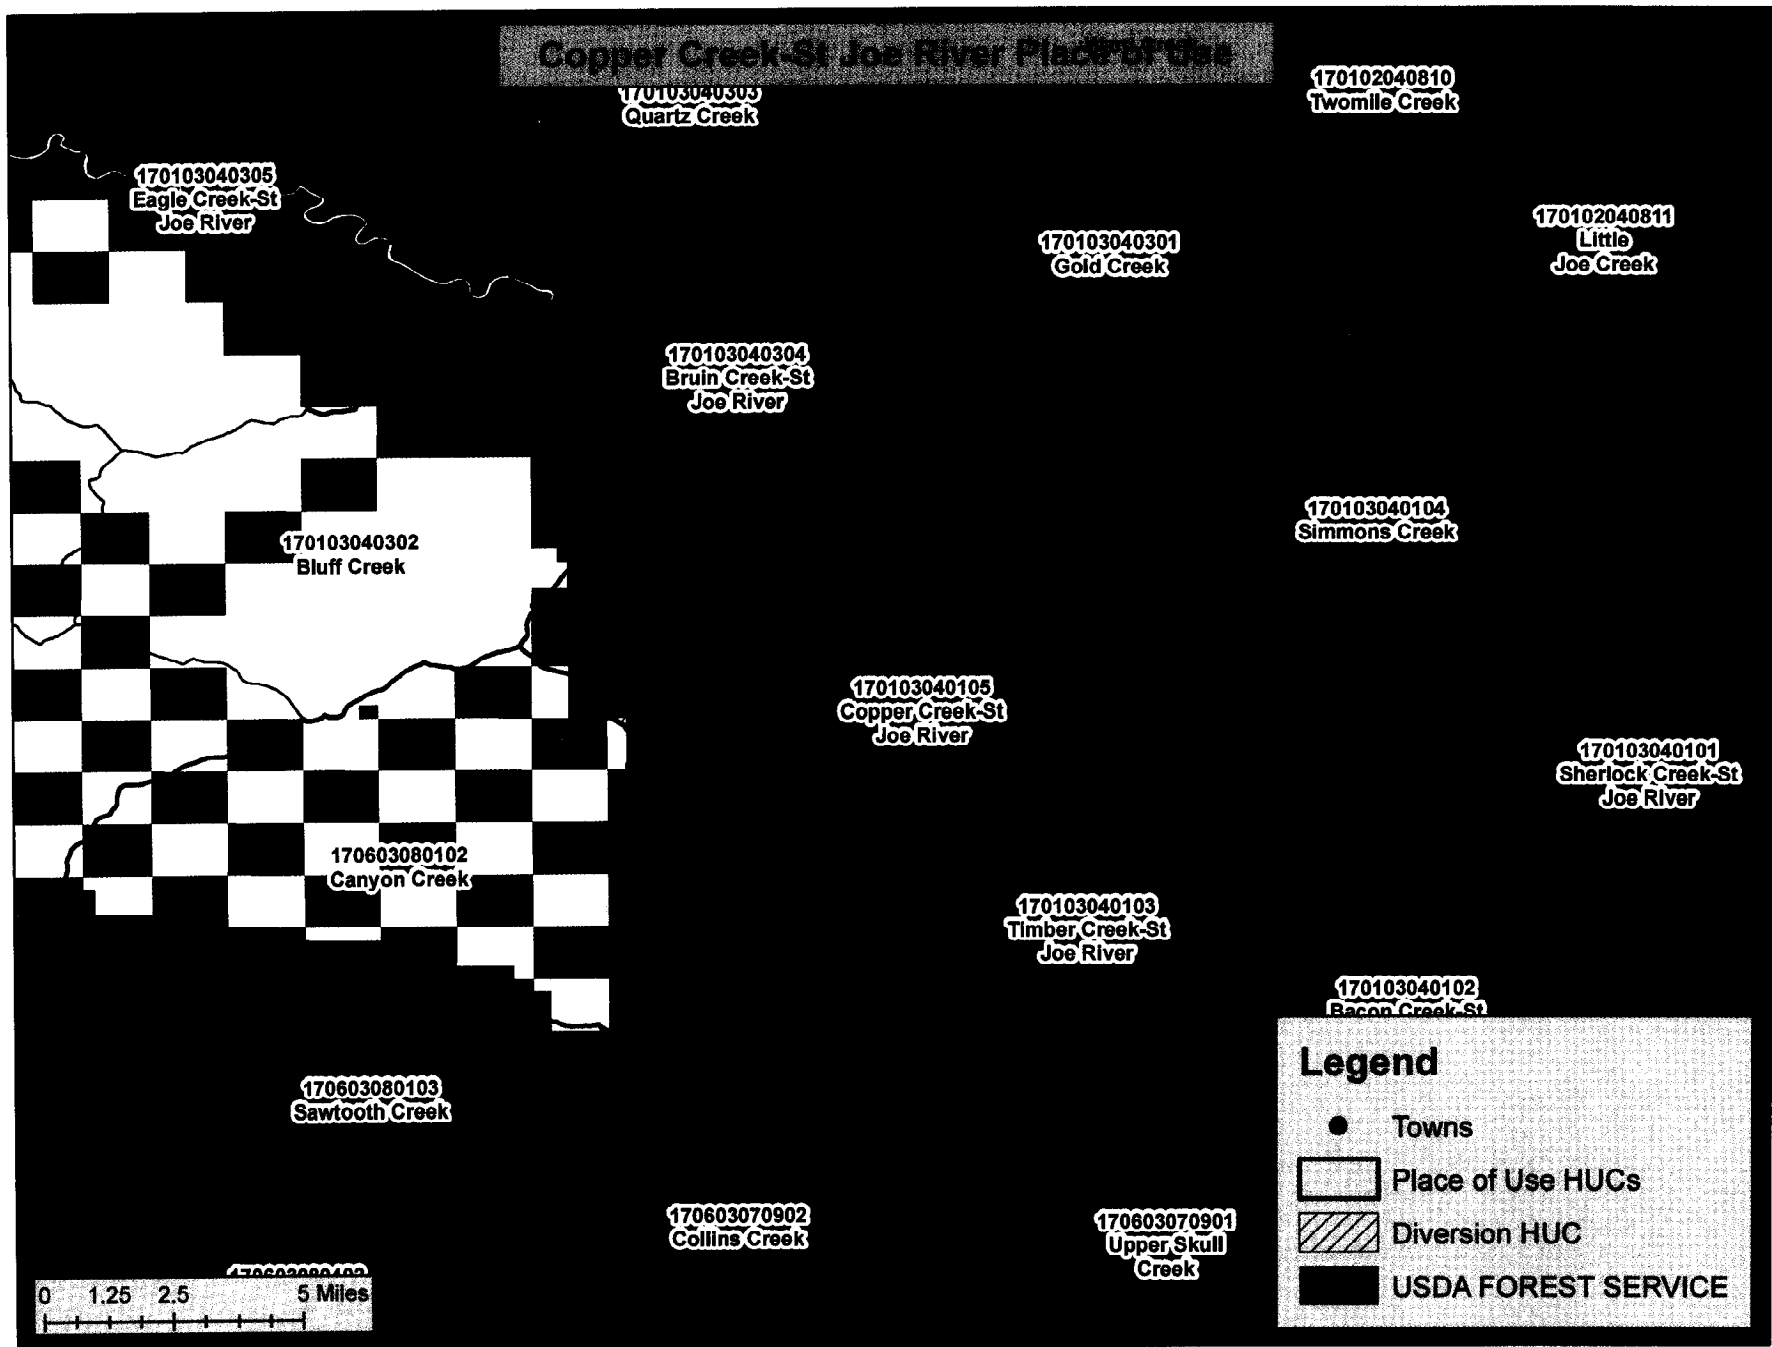 Copper Creek-St Joe River Place of Use
170103040303
Quartz Creek
170102040810
Twomile Creek
170103040305
Eagle Creek-St
Joe River
170102040811
Little
Joe Creek
170103040301
Gold Creek
170103040304
Bruin Creek-St
Joe River
170103040104
Simmons Creek
170103040302
Bluff Creek
170103040105
Copper Creek-St
Joe River
170103040101
Sherlock Creek-St
Joe River
170603080102
Canyon Creek
170103040103
Timber Creek-St
Joe River
170103040102
Bacon Creek-St
170603080103
Sawtooth Creek
170603070902
Collins Creek
170603070901
Upper Skull
Creek
Legend
Towns
Place of Use HUCs
Diversion HUC
USDA FOREST SERVICE
0 1.25 2.5 5 Miles